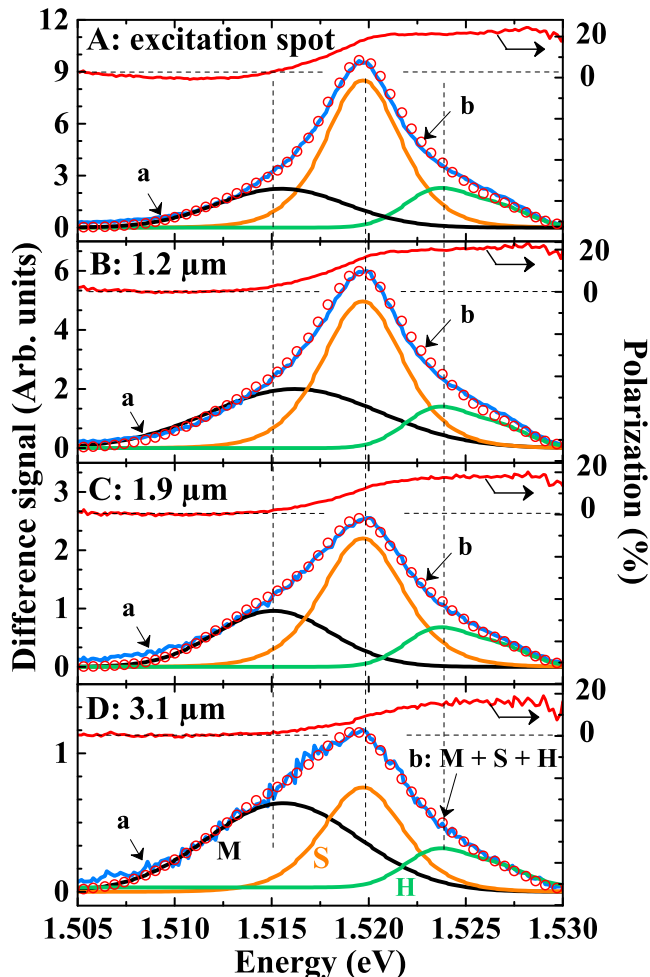 A: excitation spot
12
9
6
3
0
20
0
a
b
B: 1.2 µm
6
4
2
0
20
0
a
b
C: 1.9 µm
3
2
1
0
20
0
a
b
D: 3.1 µm
1
0
20
0
a
b: M + S + H
M
S
H
1.505 1.510 1.515 1.520 1.525 1.530
Energy (eV)
Difference signal (Arb. units)
Polarization (%)